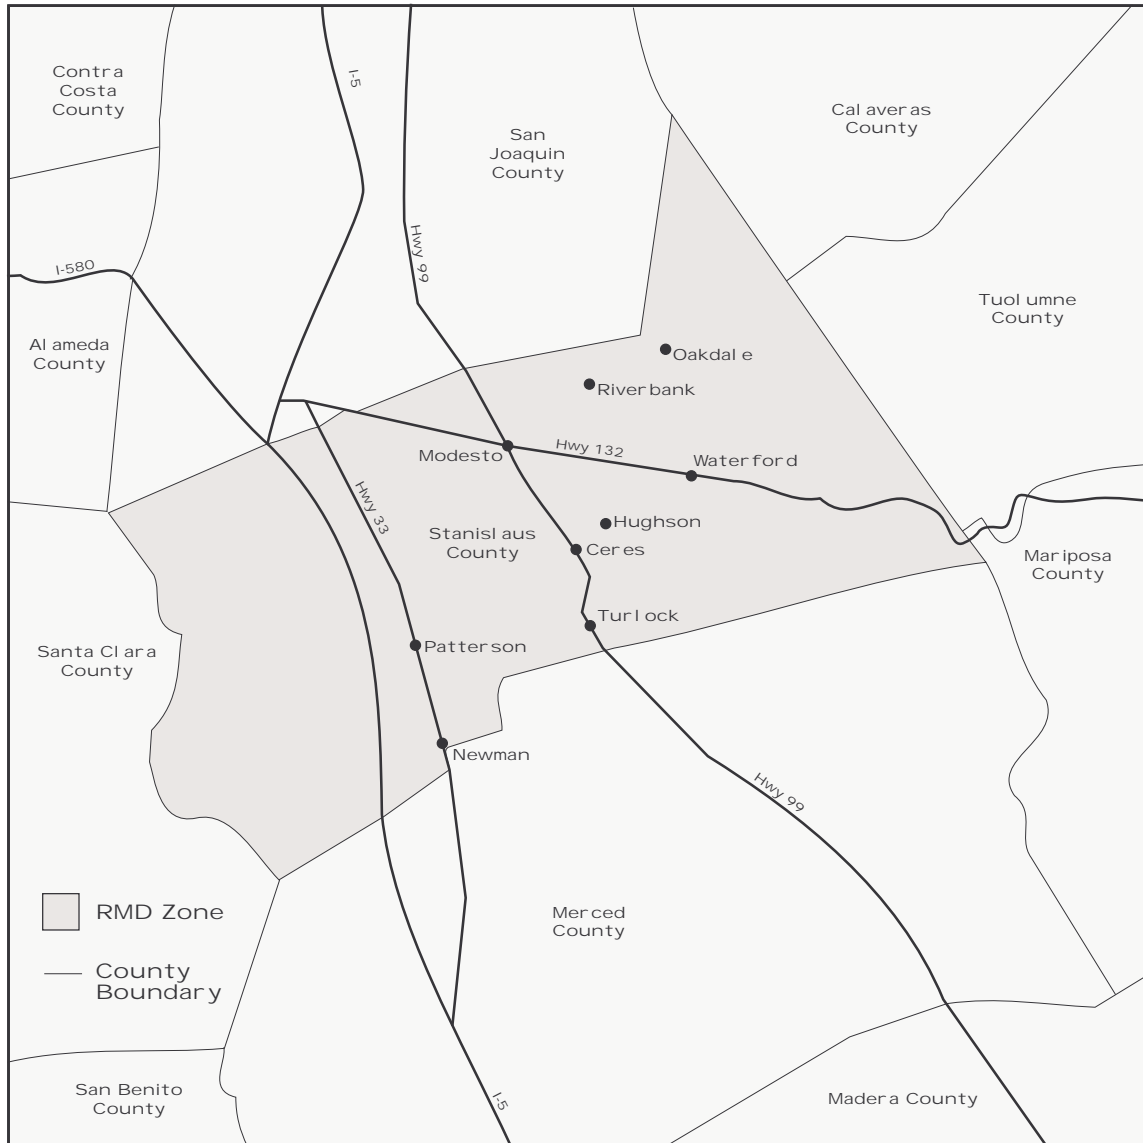 Contra
Costa
County
I-5
San
Joaquin
County
Calaveras
County
Hwy 99
I-580
Tuolumne
County
Alameda
County
Oakdale
Riverbank
Modesto
Hwy 132
Waterford
Hwy 33
Stanislaus
County
Hughson
Ceres
Mariposa
County
Turlock
Santa Clara
County
Patterson
Newman
Hwy 99
RMD Zone
Merced
County
County
Boundary
San Benito
County
I-5
Madera County